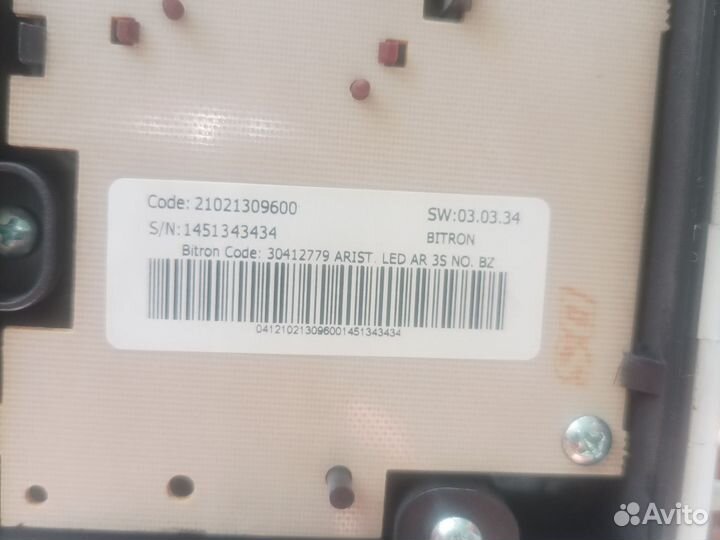 Code: 21021309600
SW:03.03.34
S/N:1451343434
BITRON
Bitron Code: 30412779 ARIST. LED AR 3S NO. BZ
041210213096001451343434
Avito